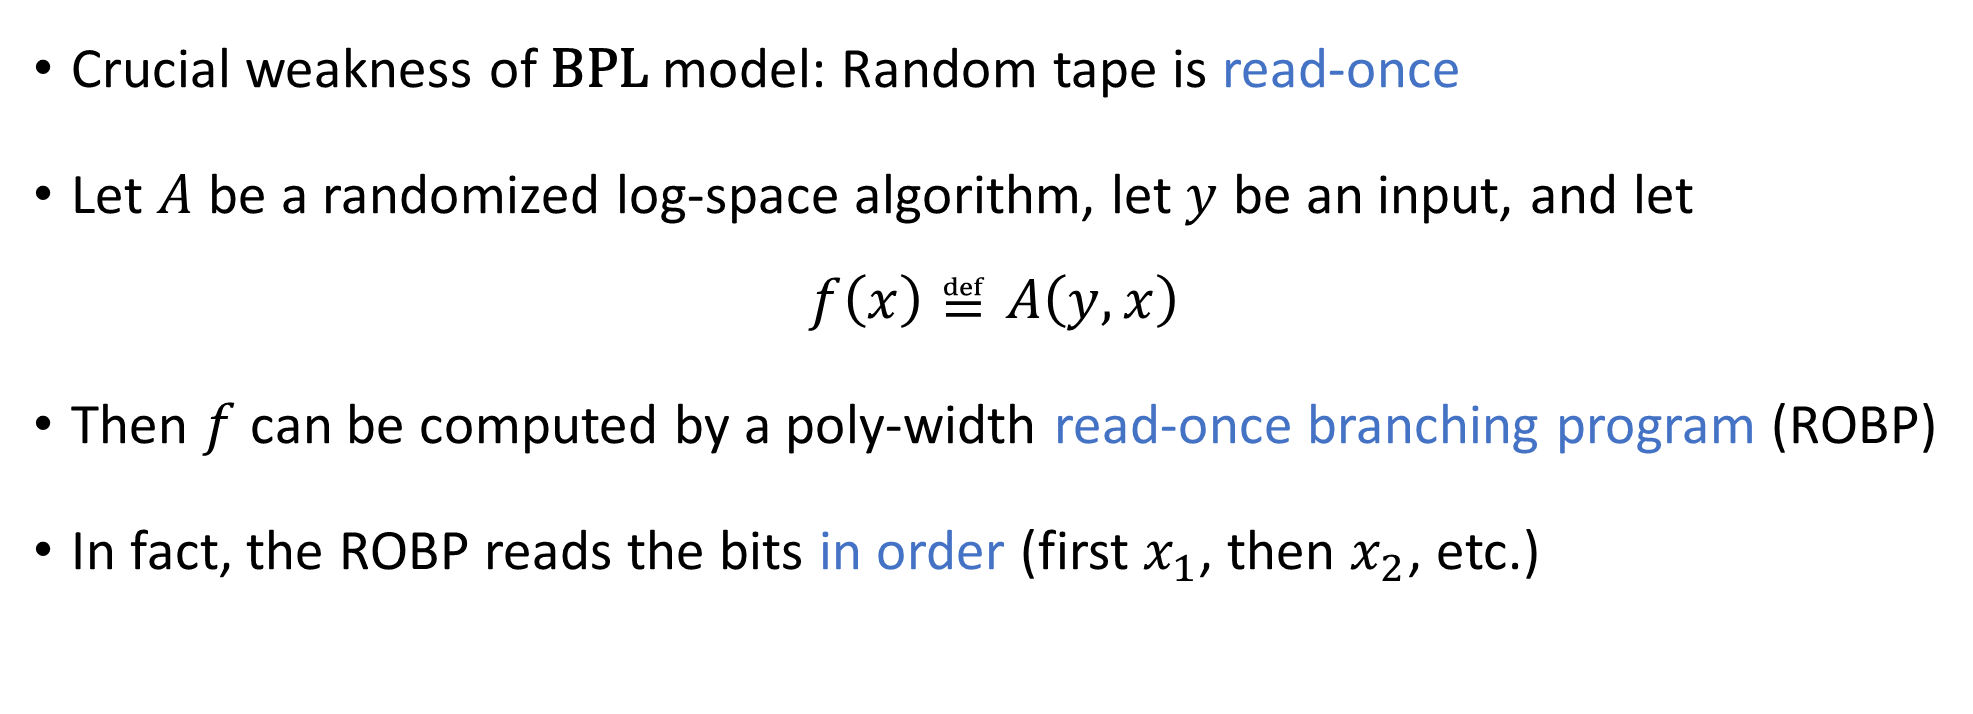 • Crucial weakness of BPL model: Random tape is read-once
• Let A be a randomized log-space algorithm, let y be an input, and let
f(x) ≝ A(y, x)
• Then f can be computed by a poly-width read-once branching program (ROBP)
• In fact, the ROBP reads the bits in order (first x₁, then x₂, etc.)